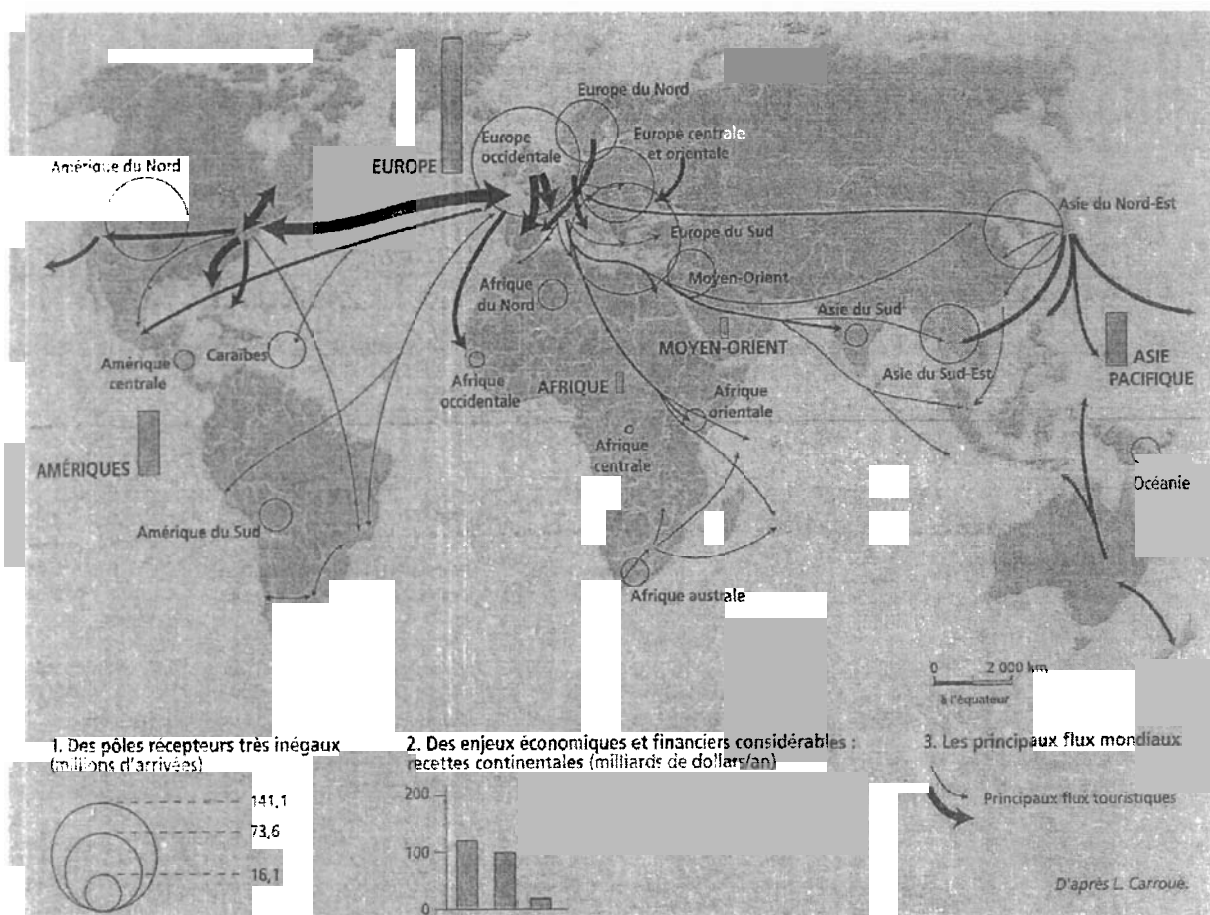 Europe du Nord
Europe
occidentale
Europe centrale
et orientale
Amérique du Nord
EUROPE
Asie du Nord-Est
Europe du Sud
Moyen-Orient
Afrique
du Nord
Asie du Sud
MOYEN-ORIENT
Amérique
centrale
Caraïbes
Afrique
occidentale
AFRIQUE
Afrique
orientale
Asie du Sud-Est
ASIE
PACIFIQUE
Afrique
centrale
AMÉRIQUES
Océanie
Amérique du Sud
Afrique australe
0 2 000 km
à l'équateur
1. Des pôles récepteurs très inégaux
(millions d'arrivées)
141,1
73,6
16,1
2. Des enjeux économiques et financiers considérables :
recettes continentales (milliards de dollars/an)
200
100
0
3. Les principaux flux mondiaux
Principaux flux touristiques
D'après L. Carroué.